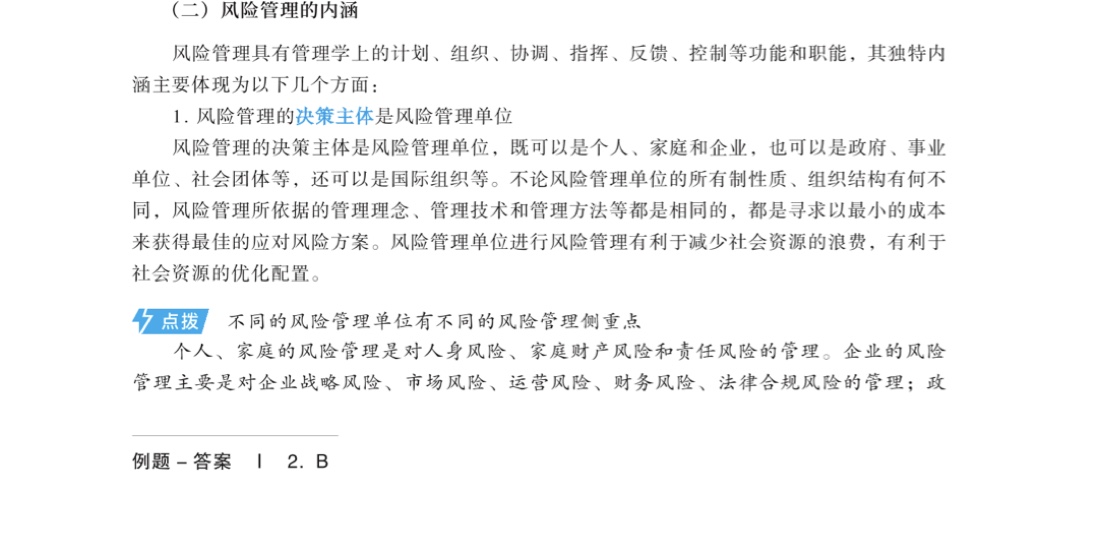 （二）风险管理的内涵
风险管理具有管理学上的计划、组织、协调、指挥、反馈、控制等功能和职能，其独特内
涵主要体现为以下几个方面：
1. 风险管理的决策主体是风险管理单位
风险管理的决策主体是风险管理单位，既可以是个人、家庭和企业，也可以是政府、事业
单位、社会团体等，还可以是国际组织等。不论风险管理单位的所有制性质、组织结构有何不
同，风险管理所依据的管理理念、管理技术和管理方法等都是相同的，都是寻求以最小的成本
来获得最佳的应对风险方案。风险管理单位进行风险管理有利于减少社会资源的浪费，有利于
社会资源的优化配置。
点拨 不同的风险管理单位有不同的风险管理侧重点
个人、家庭的风险管理是对人身风险、家庭财产风险和责任风险的管理。企业的风险
管理主要是对企业战略风险、市场风险、运营风险、财务风险、法律合规风险的管理；政
例题 – 答案 | 2. B